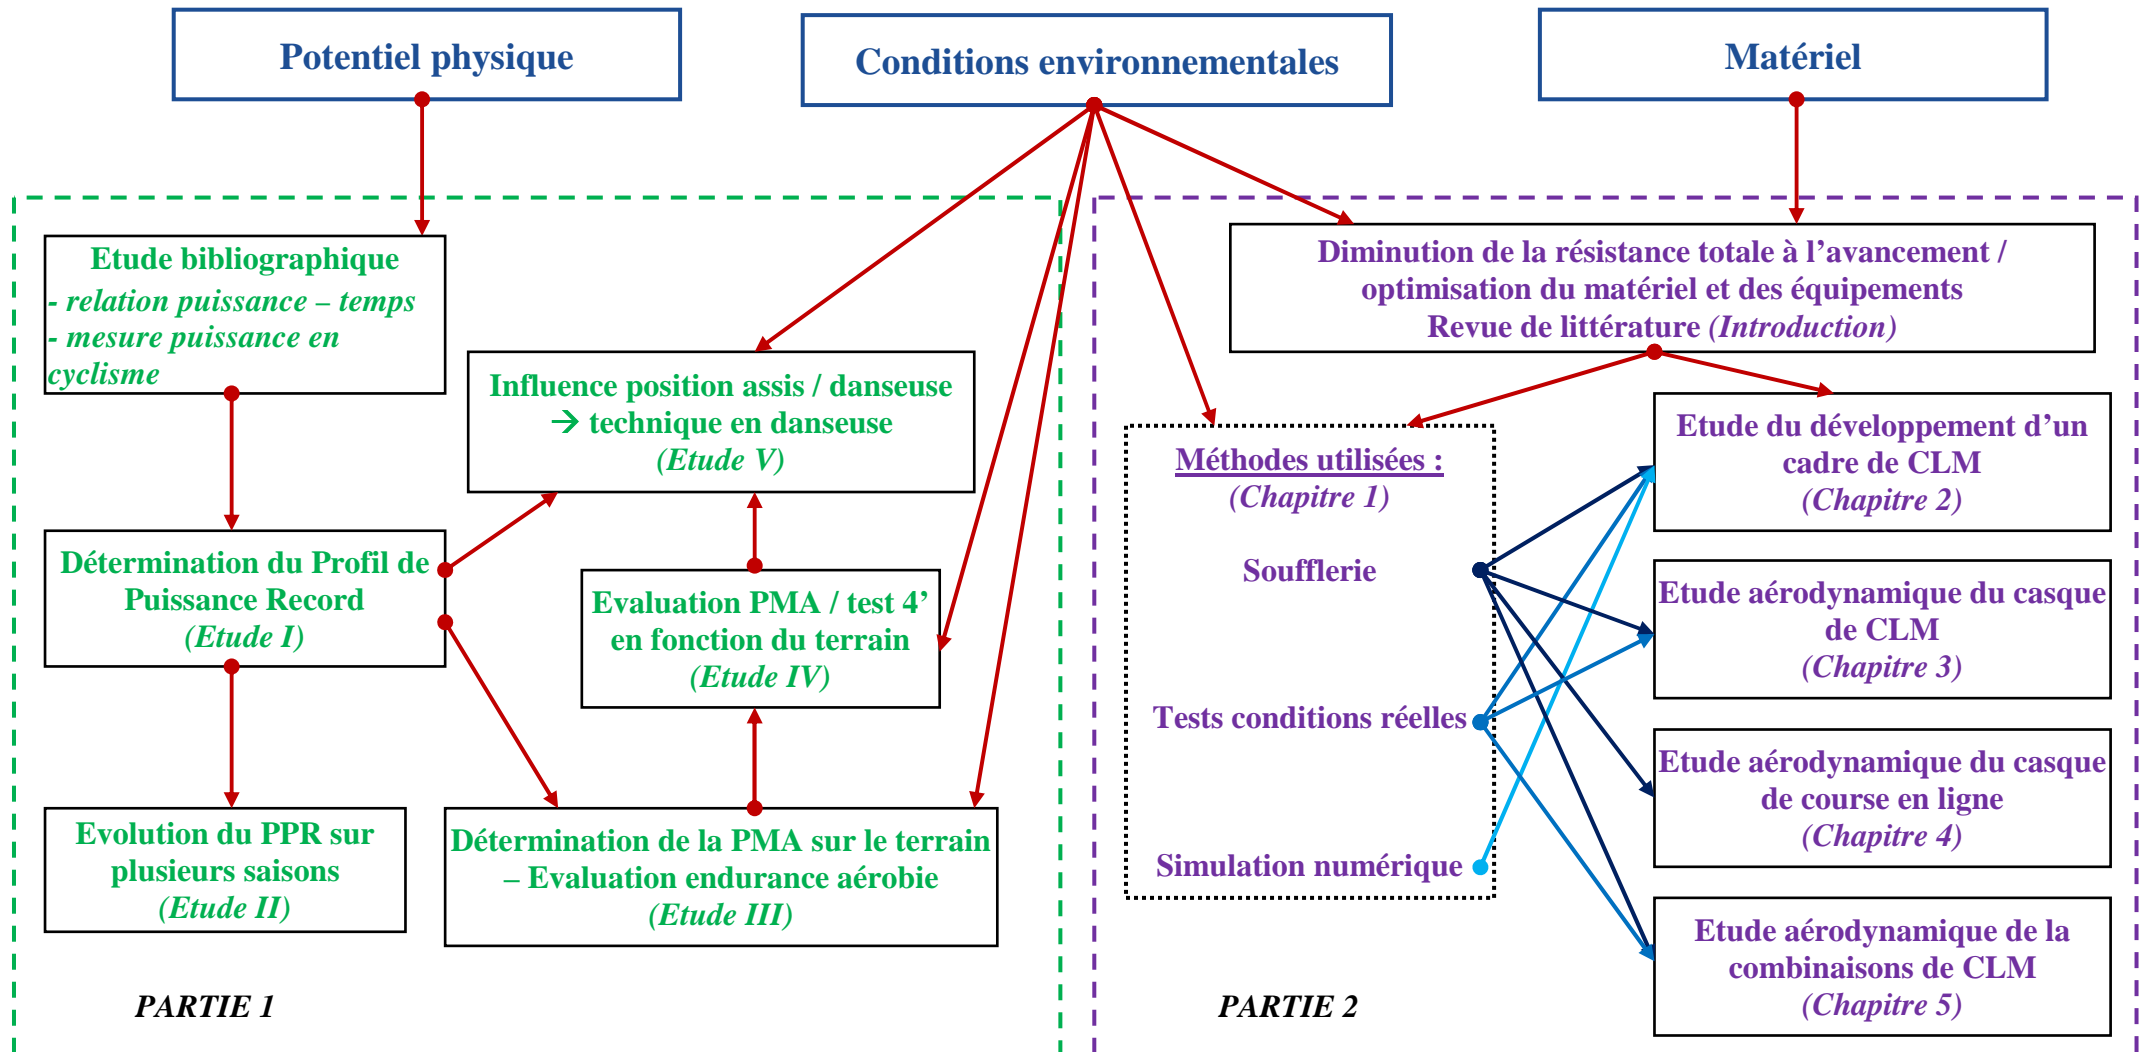 Potentiel physique
Conditions environnementales
Matériel
Etude bibliographique
- relation puissance – temps
- mesure puissance en
cyclisme
Influence position assis / danseuse
→ technique en danseuse
(Etude V)
Détermination du Profil de
Puissance Record
(Etude I)
Evaluation PMA / test 4’
en fonction du terrain
(Etude IV)
Evolution du PPR sur
plusieurs saisons
(Etude II)
Détermination de la PMA sur le terrain
– Evaluation endurance aérobie
(Etude III)
PARTIE 1
Diminution de la résistance totale à l’avancement /
optimisation du matériel et des équipements
Revue de littérature (Introduction)
Méthodes utilisées :
(Chapitre 1)
Soufflerie
Tests conditions réelles
Simulation numérique
Etude du développement d’un
cadre de CLM
(Chapitre 2)
Etude aérodynamique du casque
de CLM
(Chapitre 3)
Etude aérodynamique du casque
de course en ligne
(Chapitre 4)
Etude aérodynamique de la
combinaisons de CLM
(Chapitre 5)
PARTIE 2